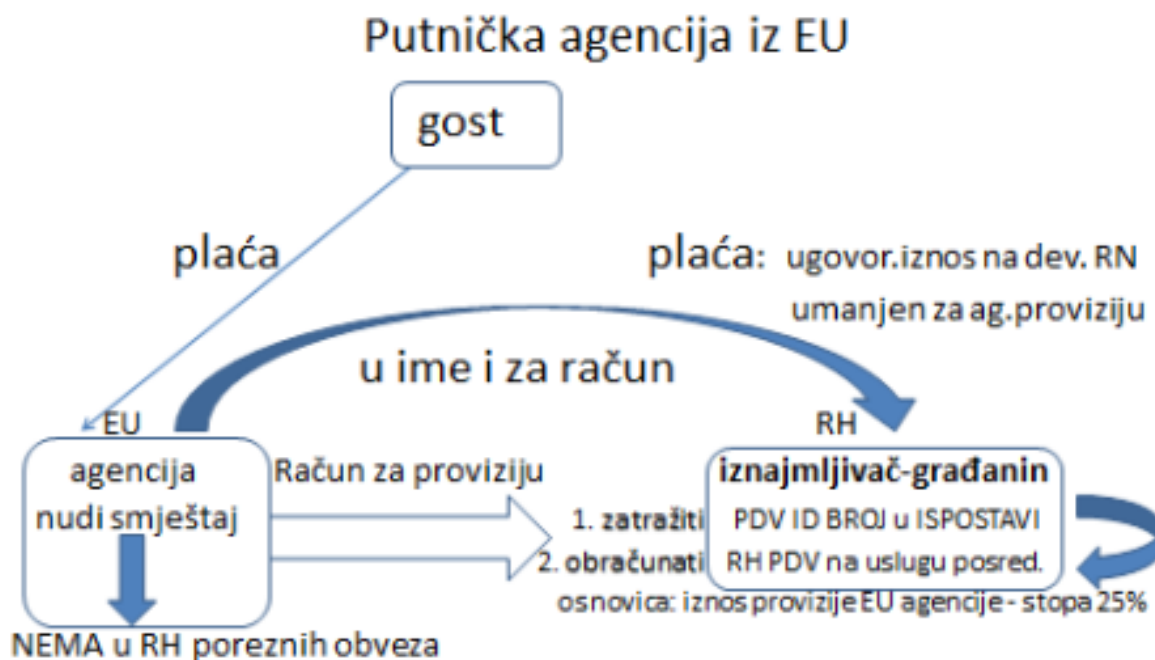 Putnička agencija iz EU
gost
plaća
plaća: ugovor.iznos na dev. RN
umanjen za ag.proviziju
u ime i za račun
EU
RH
agencija
nudi smještaj
Račun za proviziju
iznajmljivač-građanin
1. zatražiti PDV ID BROJ u ISPOSTAVI
2. obračunati RH PDV na uslugu posred.
osnovica: iznos provizije EU agencije - stopa 25%
NEMA u RH poreznih obveza